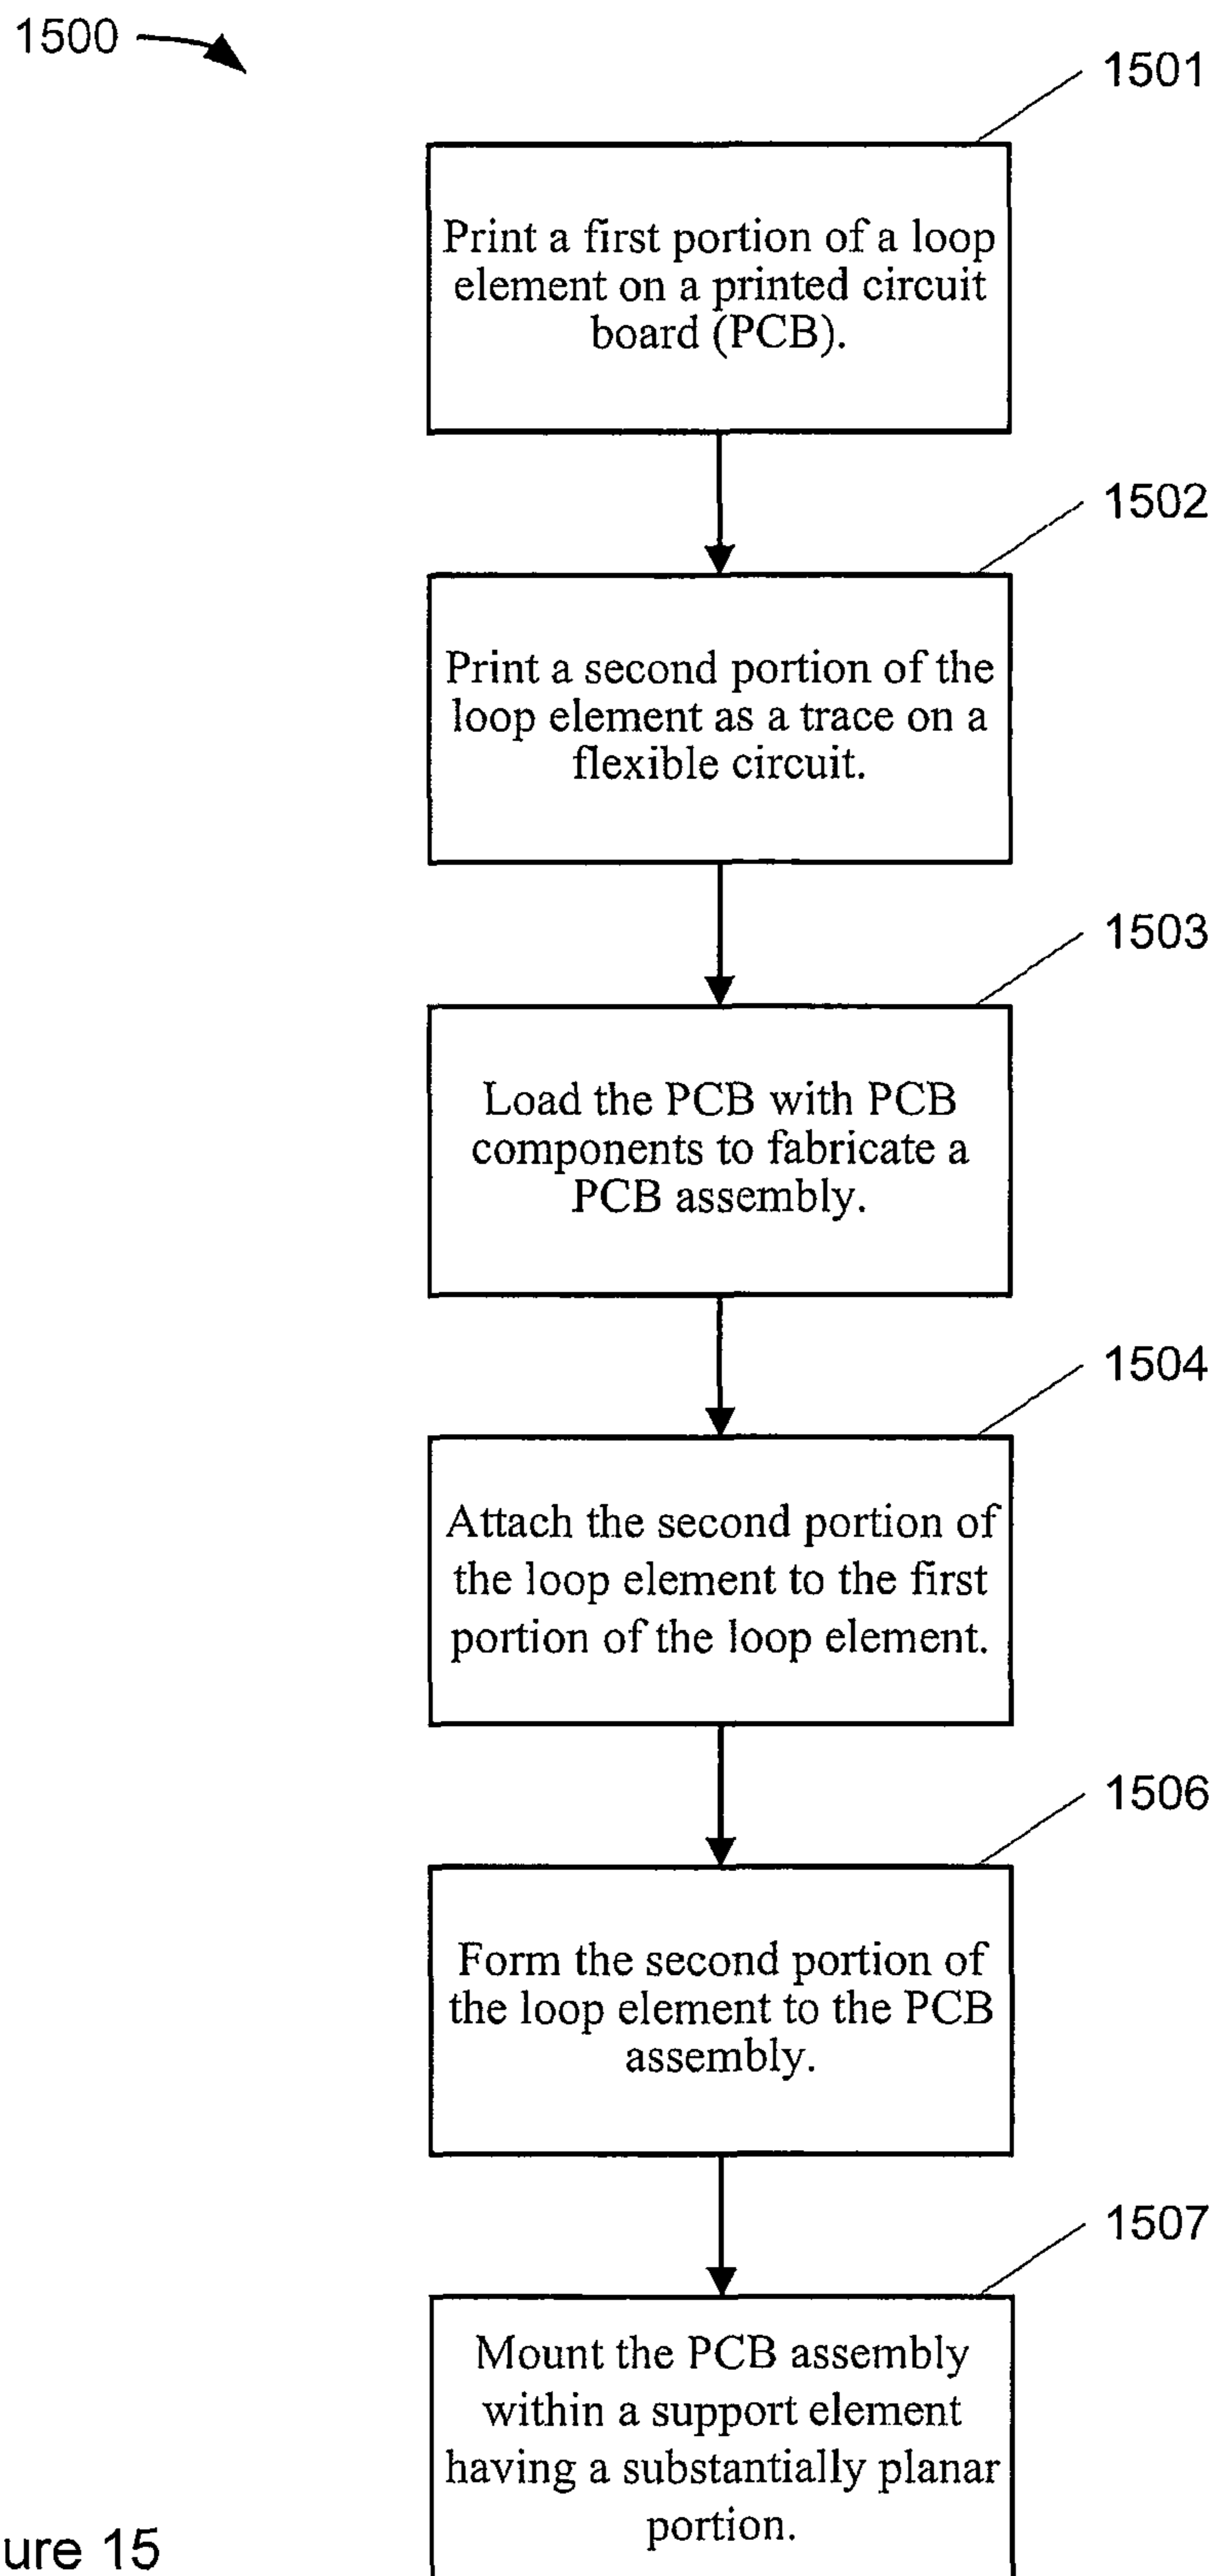 1500
1501
Print a first portion of a loop
element on a printed circuit
board (PCB).
1502
Print a second portion of the
loop element as a trace on a
flexible circuit.
1503
Load the PCB with PCB
components to fabricate a
PCB assembly.
1504
Attach the second portion of
the loop element to the first
portion of the loop element.
1506
Form the second portion of
the loop element to the PCB
assembly.
1507
Mount the PCB assembly
within a support element
having a substantially planar
portion.
ure 15